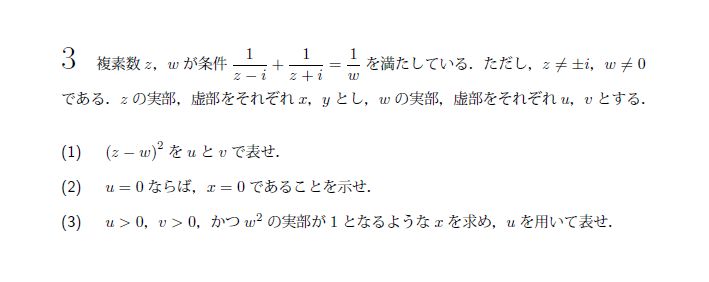 3 複素数 z, w が条件 \frac{1}{z-i} + \frac{1}{z+i} = \frac{1}{w} を満たしている．ただし，z ≠ ±i，w ≠ 0
である．z の実部，虚部をそれぞれ x，y とし，w の実部，虚部をそれぞれ u，v とする．
(1) (z − w)² を u と v で表せ．
(2) u = 0 ならば，x = 0 であることを示せ．
(3) u > 0，v > 0，かつ w² の実部が 1 となるような x を求め，u を用いて表せ．